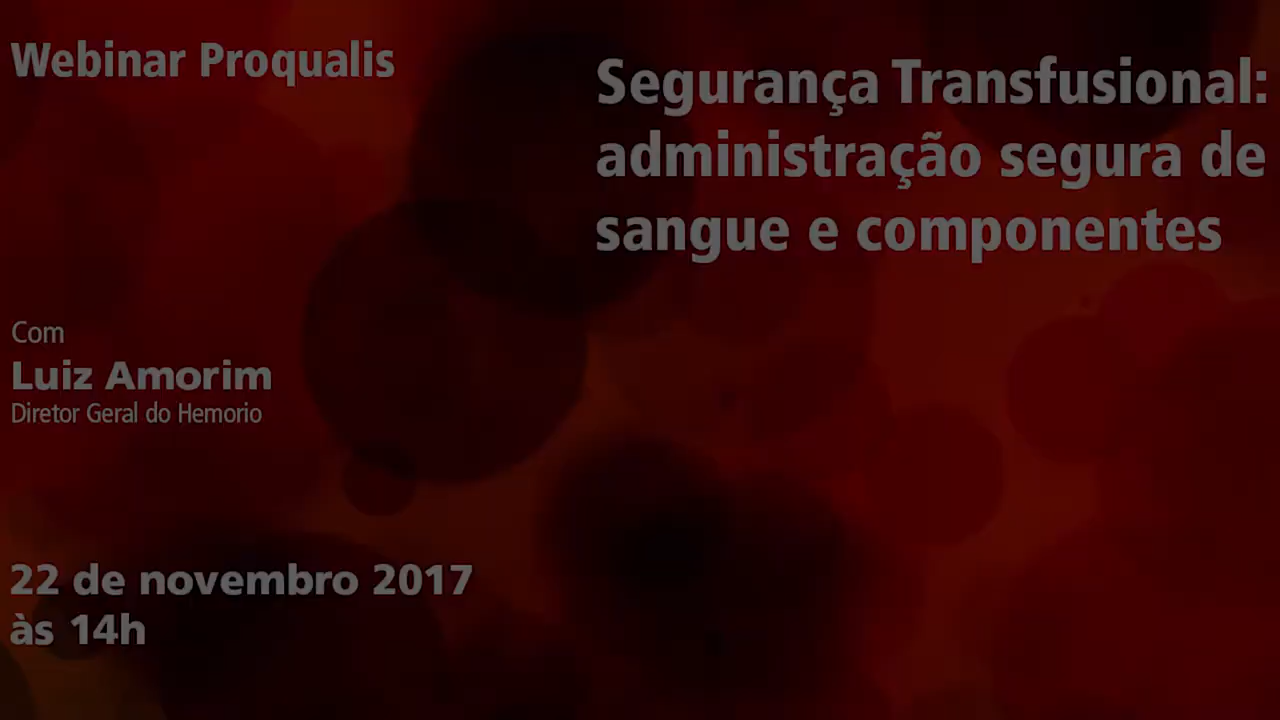 Webinar Proqualis
Segurança Transfusional:
administração segura de
sangue e componentes
Com
Luiz Amorim
Diretor Geral do Hemorio
22 de novembro 2017
às 14h